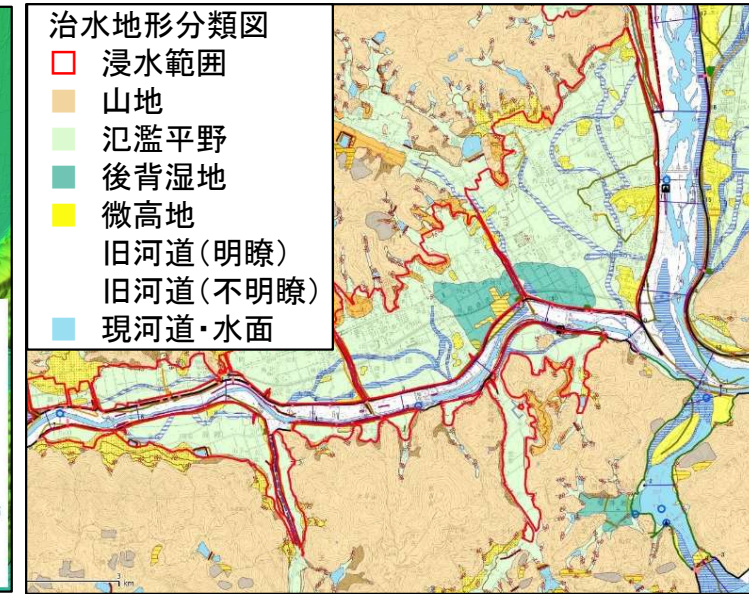 治水地形分類図
浸水範囲
山地
氾濫平野
後背湿地
微高地
旧河道(明瞭)
旧河道(不明瞭)
現河道・水面
3
km